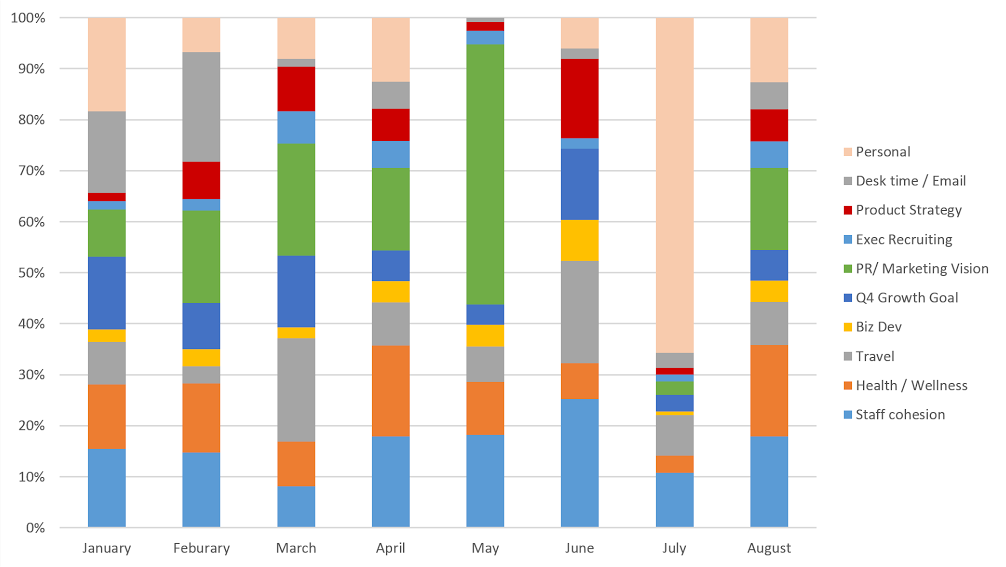 100%
90%
80%
70%
60%
50%
40%
30%
20%
10%
0%
January Feburary March April May June July August
Personal
Desk time / Email
Product Strategy
Exec Recruiting
PR/ Marketing Vision
Q4 Growth Goal
Biz Dev
Travel
Health / Wellness
Staff cohesion